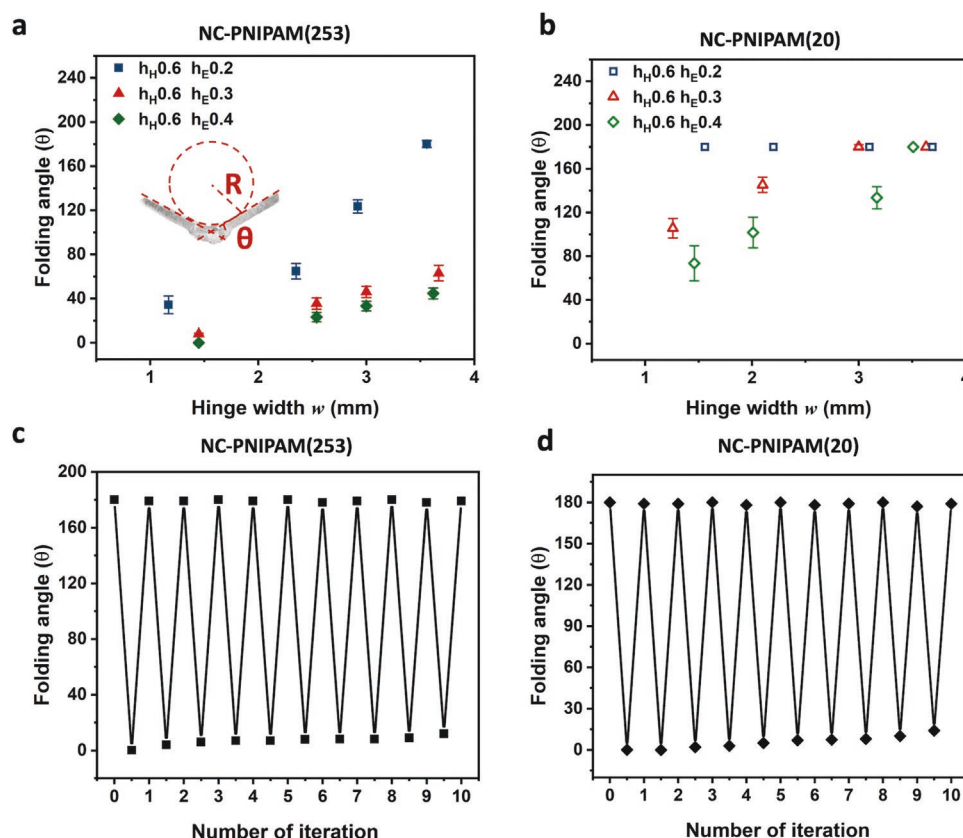 a
NC-PNIPAM(253)
240
200
160
120
80
40
0
Folding angle (θ)
h_H0.6 h_E0.2
h_H0.6 h_E0.3
h_H0.6 h_E0.4
R
θ
1
2
3
4
Hinge width w (mm)
b
NC-PNIPAM(20)
240
200
160
120
80
40
0
Folding angle (θ)
h_H0.6 h_E0.2
h_H0.6 h_E0.3
h_H0.6 h_E0.4
1
2
3
4
Hinge width w (mm)
c
NC-PNIPAM(253)
200
160
120
80
40
0
Folding angle (θ)
0 1 2 3 4 5 6 7 8 9 10
Number of iteration
d
NC-PNIPAM(20)
180
150
120
90
60
30
0
Folding angle (θ)
0 1 2 3 4 5 6 7 8 9 10
Number of iteration